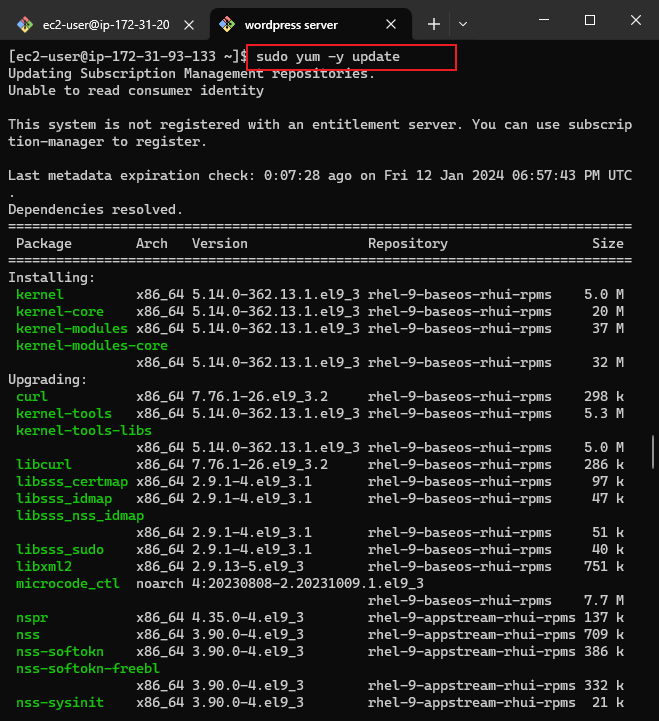 ec2-user@ip-172-31-20
wordpress server
[ec2-user@ip-172-31-93-133 ~]$ sudo yum -y update
Updating Subscription Management repositories.
Unable to read consumer identity
This system is not registered with an entitlement server. You can use subscrip
tion-manager to register.
Last metadata expiration check: 0:07:28 ago on Fri 12 Jan 2024 06:57:43 PM UTC
.
Dependencies resolved.
================================================================================
Package Arch Version Repository Size
================================================================================
Installing:
kernel x86_64 5.14.0-362.13.1.el9_3 rhel-9-baseos-rhui-rpms 5.0 M
kernel-core x86_64 5.14.0-362.13.1.el9_3 rhel-9-baseos-rhui-rpms 20 M
kernel-modules x86_64 5.14.0-362.13.1.el9_3 rhel-9-baseos-rhui-rpms 37 M
kernel-modules-core
x86_64 5.14.0-362.13.1.el9_3 rhel-9-baseos-rhui-rpms 32 M
Upgrading:
curl x86_64 7.76.1-26.el9_3.2 rhel-9-baseos-rhui-rpms 298 k
kernel-tools x86_64 5.14.0-362.13.1.el9_3 rhel-9-baseos-rhui-rpms 5.3 M
kernel-tools-libs
x86_64 5.14.0-362.13.1.el9_3 rhel-9-baseos-rhui-rpms 5.0 M
libcurl x86_64 7.76.1-26.el9_3.2 rhel-9-baseos-rhui-rpms 286 k
libsss_certmap x86_64 2.9.1-4.el9_3.1 rhel-9-baseos-rhui-rpms 97 k
libsss_idmap x86_64 2.9.1-4.el9_3.1 rhel-9-baseos-rhui-rpms 47 k
libsss_nss_idmap
x86_64 2.9.1-4.el9_3.1 rhel-9-baseos-rhui-rpms 51 k
libsss_sudo x86_64 2.9.1-4.el9_3.1 rhel-9-baseos-rhui-rpms 40 k
libxml2 x86_64 2.9.13-5.el9_3 rhel-9-baseos-rhui-rpms 751 k
microcode_ctl noarch 4:20230808-2.20231009.1.el9_3
rhel-9-baseos-rhui-rpms 7.7 M
nspr x86_64 4.35.0-4.el9_3 rhel-9-appstream-rhui-rpms 137 k
nss x86_64 3.90.0-4.el9_3 rhel-9-appstream-rhui-rpms 709 k
nss-softokn x86_64 3.90.0-4.el9_3 rhel-9-appstream-rhui-rpms 386 k
nss-softokn-freebl
x86_64 3.90.0-4.el9_3 rhel-9-appstream-rhui-rpms 332 k
nss-sysinit x86_64 3.90.0-4.el9_3 rhel-9-appstream-rhui-rpms 21 k